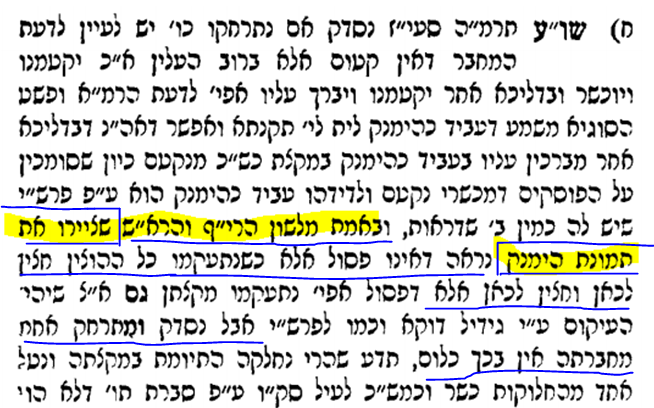 ח) שו״ע תרמ״ה סעי״ז נסדק אם נתרחקו כו׳ יש לעיין לדעת
המחבר דאין קטום אלא ברוב העלין א״כ יקטמנו
ויוכשר ובדליכא אחר יקטמנו ויברך עליו אפי׳ לדעת הרמ״א ופשט
הסוגיא משמע דעביד כהימנק לית לי׳ תקנתא ואפשר דאה״נ דבדליכא
אחר מברכין עליו בעביד כהימנק במקלת כש״כ מנקטם כיון שסומכין
על הפוסקים דמכשרי נקטם ולדידהו עביד כהימנק הוא ע״פ פרש״י
שיש לה כמין ב׳ שדראות, ובאמת מלשון הרי״ף והרא״ש שציירו את
תמונת הימנק נראה דאינו פסול אלא כשנתעקמו כל ההוצין חצין
לכאן וחצין לכאן אלא דפסול אפי׳ נתעקמו מקצתן גם א״צ שיהי׳
העיקום ע״י גידול דוקא וכמו לפרש״י אבל נסדק ומתרחק אחת
מחברתה אין בכך כלום, תדע שהרי נחלקה התיומת במקצתה ונטל
אחד מהחלוקות כשר וכמש״כ לעיל סק״ו ע״פ סברת תו׳ דלא הוי